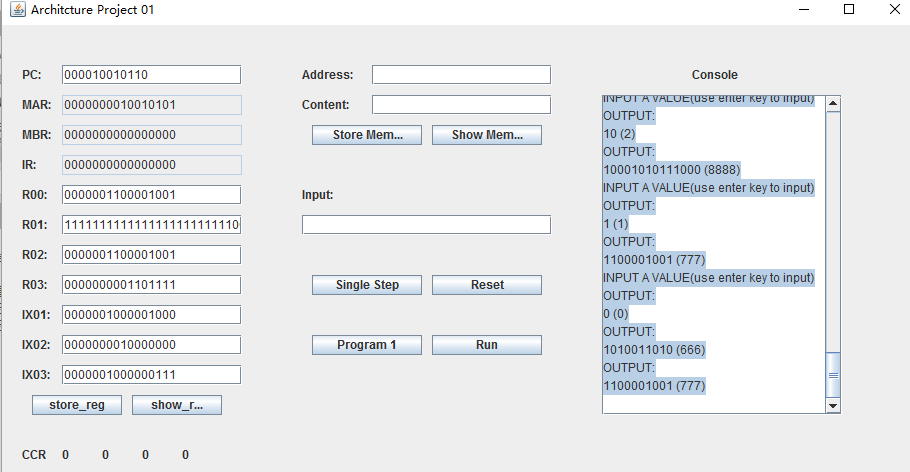 Architcture Project 01
PC: 000010010110
MAR: 0000000010010101
MBR: 0000000000000000
IR: 0000000000000000
R00: 0000001100001001
R01:
R02: 0000001100001001
R03: 0000000001101111
IX01: 0000001000001000
IX02: 0000000010000000
IX03: 0000001000000111
store_reg show_r...
CCR 0 0 0 0
Address:
Content:
Store Mem... Show Mem...
Input:
Single Step Reset
Program 1 Run
Console
INPUT A VALUE(use enter key to input)
OUTPUT:
10 (2)
OUTPUT:
10001010111000 (8888)
INPUT A VALUE(use enter key to input)
OUTPUT:
1 (1)
OUTPUT:
1100001001 (777)
INPUT A VALUE(use enter key to input)
OUTPUT:
0 (0)
OUTPUT:
1010011010 (666)
OUTPUT:
1100001001 (777)